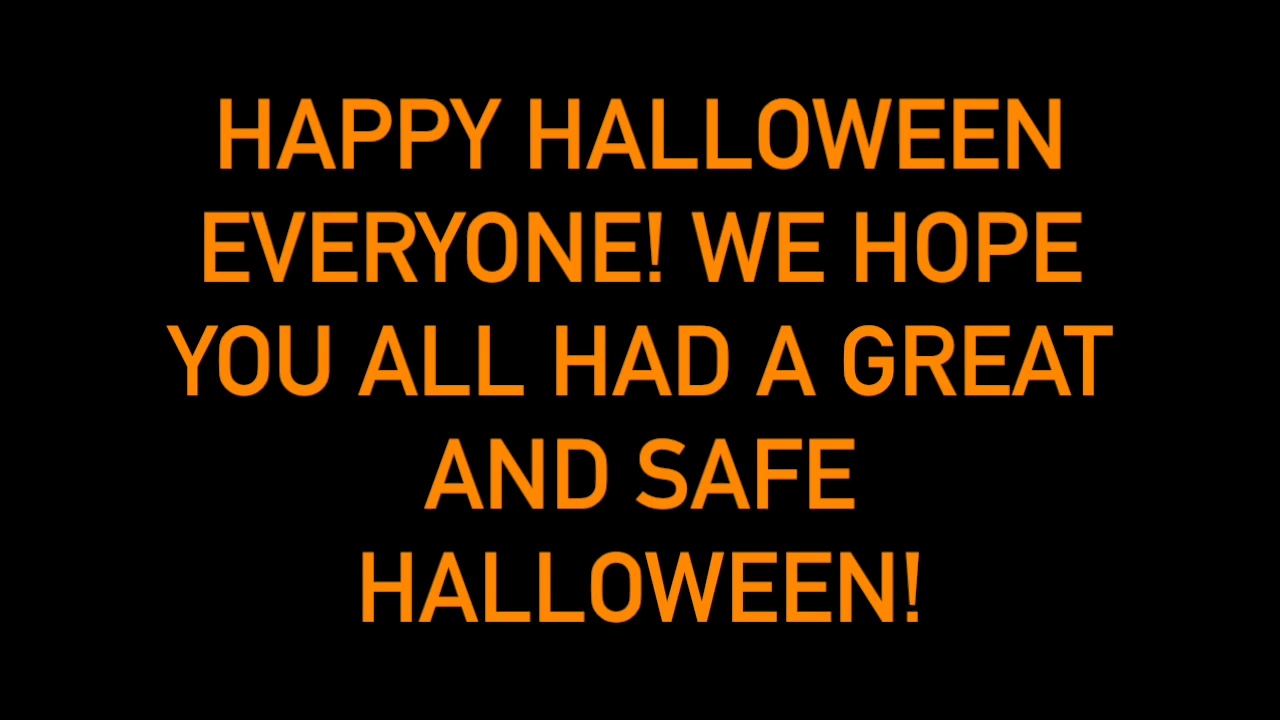 HAPPY HALLOWEEN
EVERYONE! WE HOPE
YOU ALL HAD A GREAT
AND SAFE
HALLOWEEN!